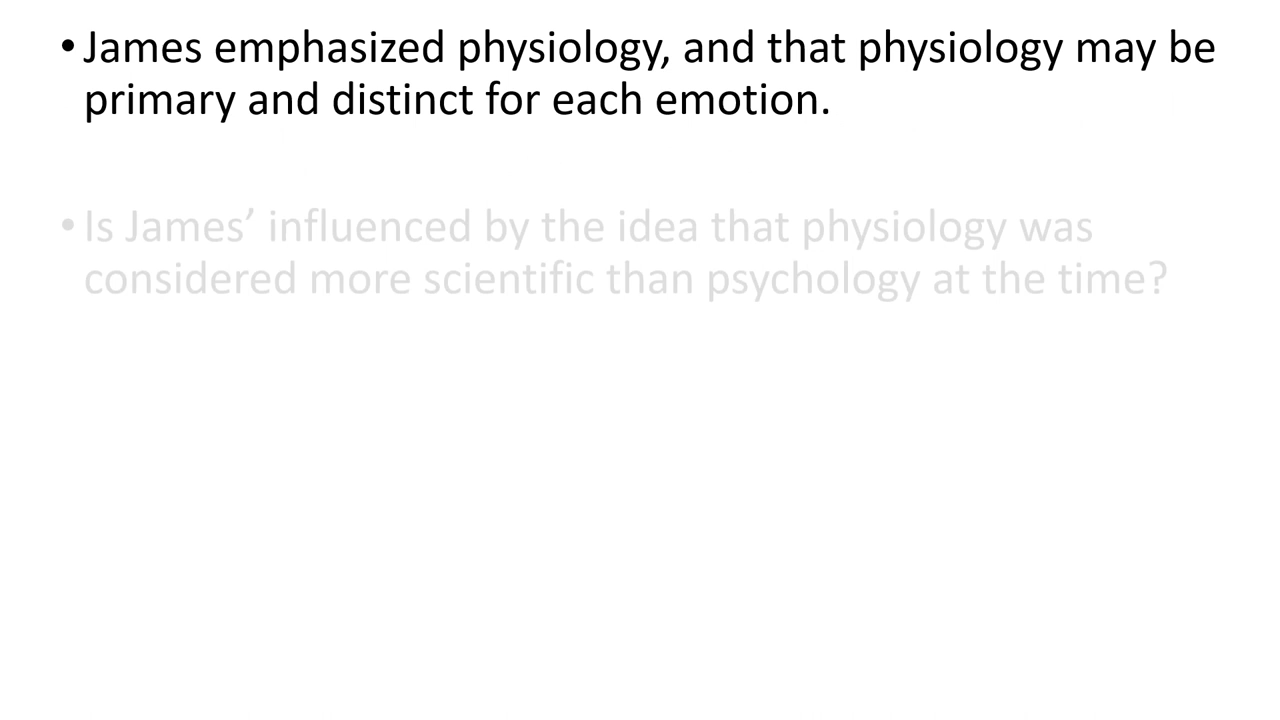 • James emphasized physiology, and that physiology may be
primary and distinct for each emotion.
• Is James’ influenced by the idea that physiology was
considered more scientific than psychology at the time?